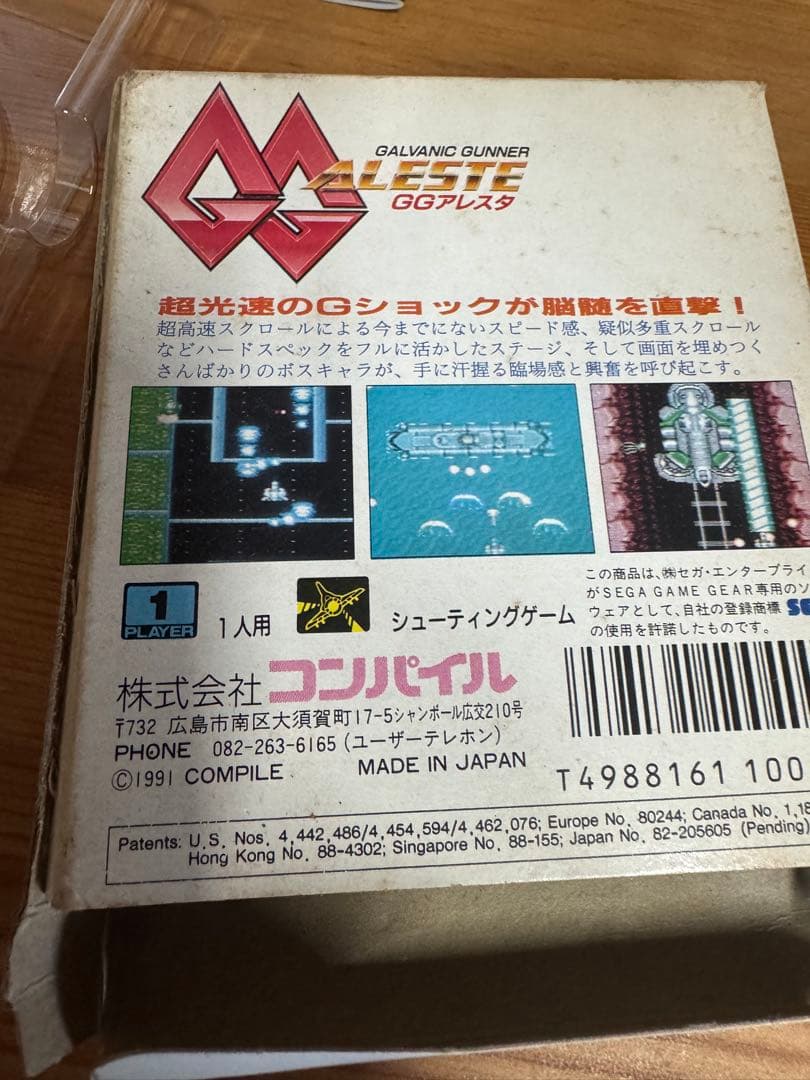 GG
GALVANIC GUNNER
ALESTE
GGアレスタ
超光速のGショックが脳髄を直撃！
超高速スクロールによる今までにないスピード感、疑似多重スクロール
などハードスペックをフルに活かしたステージ、そして画面を埋めつく
さんばかりのボスキャラが、手に汗握る臨場感と興奮を呼び起こす。
1
PLAYER
1人用
シューティングゲーム
この商品は、㈱セガ・エンタープライ
がSEGA GAME GEAR専用のソ
ウェアとして、自社の登録商標 SE
の使用を許諾したものです。
株式会社コンパイル
〒732 広島市南区大須賀町17-5シャンボール広交210号
PHONE 082-263-6165(ユーザーテレホン)
©1991 COMPILE MADE IN JAPAN
T4988161 100
Patents: U.S. Nos. 4,442,486/4,454,594/4,462,076; Europe No. 80244; Canada No. 1,18
Hong Kong No. 88-4302; Singapore No. 88-155; Japan No. 82-205605 (Pending)